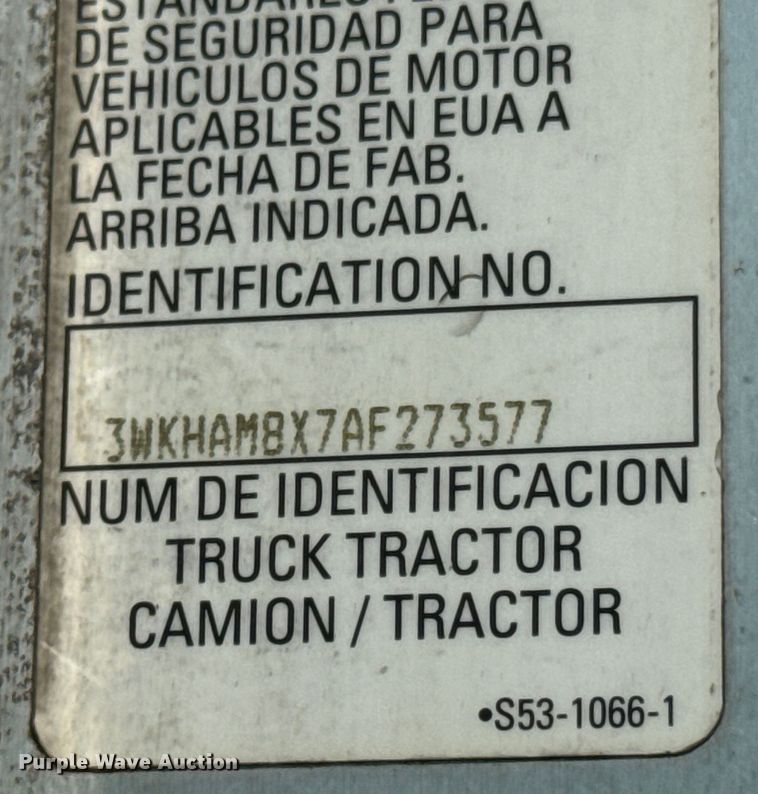 ESTANDARES
DE SEGURIDAD PARA
VEHICULOS DE MOTOR
APLICABLES EN EUA A
LA FECHA DE FAB.
ARRIBA INDICADA.
IDENTIFICATION NO.
3WKHAM8X7AF273577
NUM DE IDENTIFICACION
TRUCK TRACTOR
CAMION / TRACTOR
•S53-1066-1
Purple Wave Auction